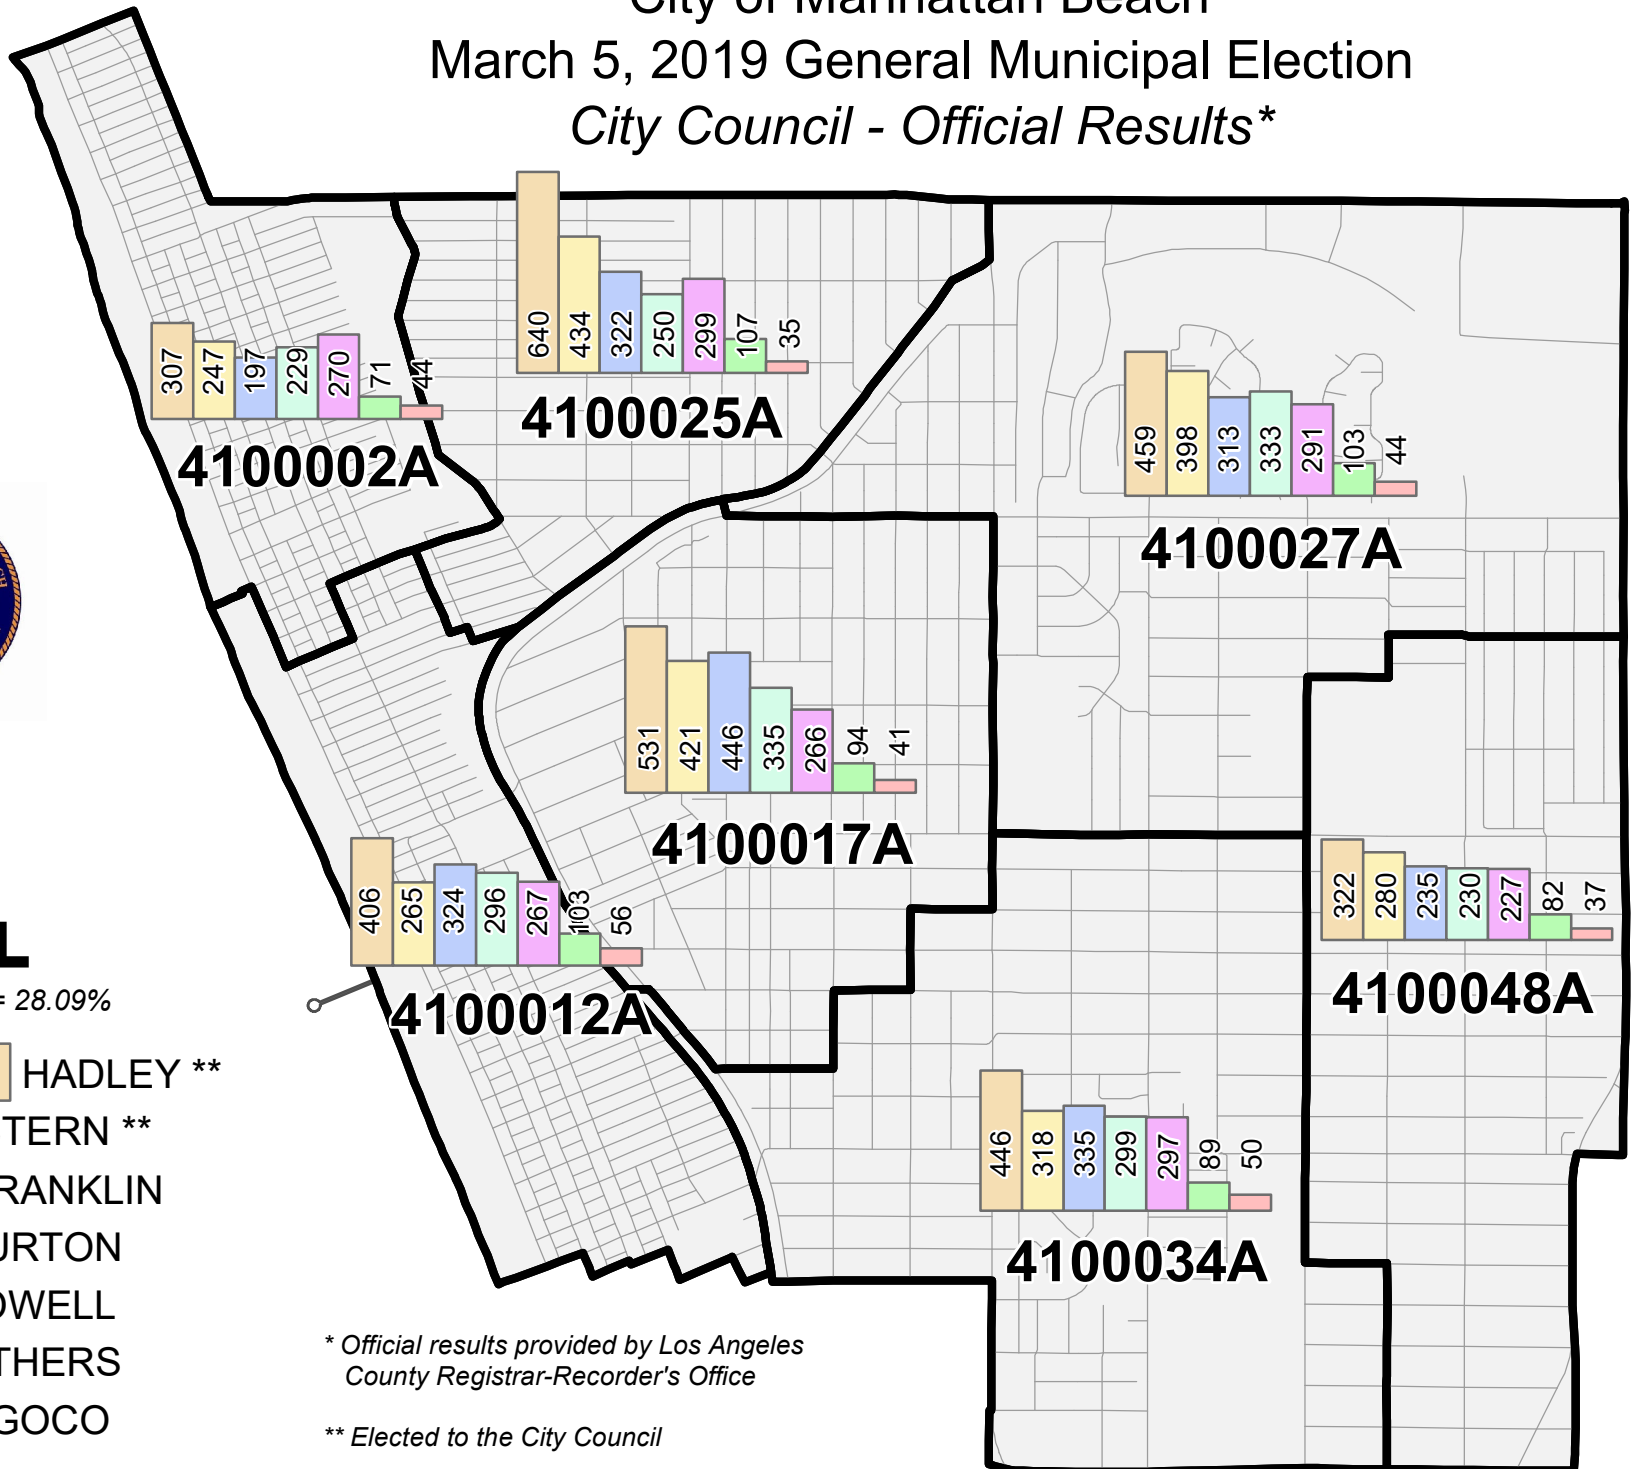 City of Manhattan Beach
March 5, 2019 General Municipal Election
City Council - Official Results*
640 434 322 250 299 107 35
4100025A
307 247 197 229 270 71 44
4100002A
459 398 313 333 291 103 44
4100027A
531 421 446 335 266 94 41
4100017A
406 265 324 296 267 103 56
4100012A
322 280 235 230 227 82 37
4100048A
446 318 335 299 297 89 50
4100034A
L
= 28.09%
HADLEY **
TERN **
RANKLIN
URTON
OWELL
THERS
GOCO
* Official results provided by Los Angeles
County Registrar-Recorder's Office
** Elected to the City Council